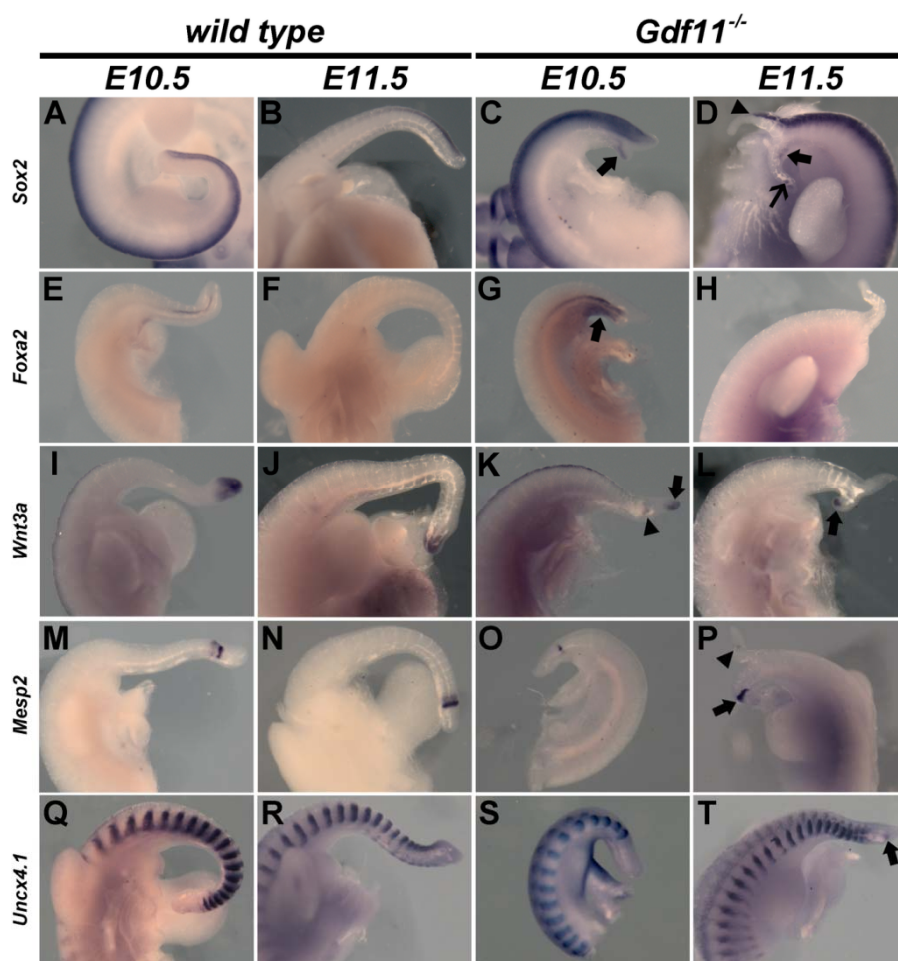 wild type Gdf11-/-
E10.5 E11.5 E10.5 E11.5
Sox2 A B C D
Foxa2 E F G H
Wnt3a I J K L
Mesp2 M N O P
Uncx4.1 Q R S T